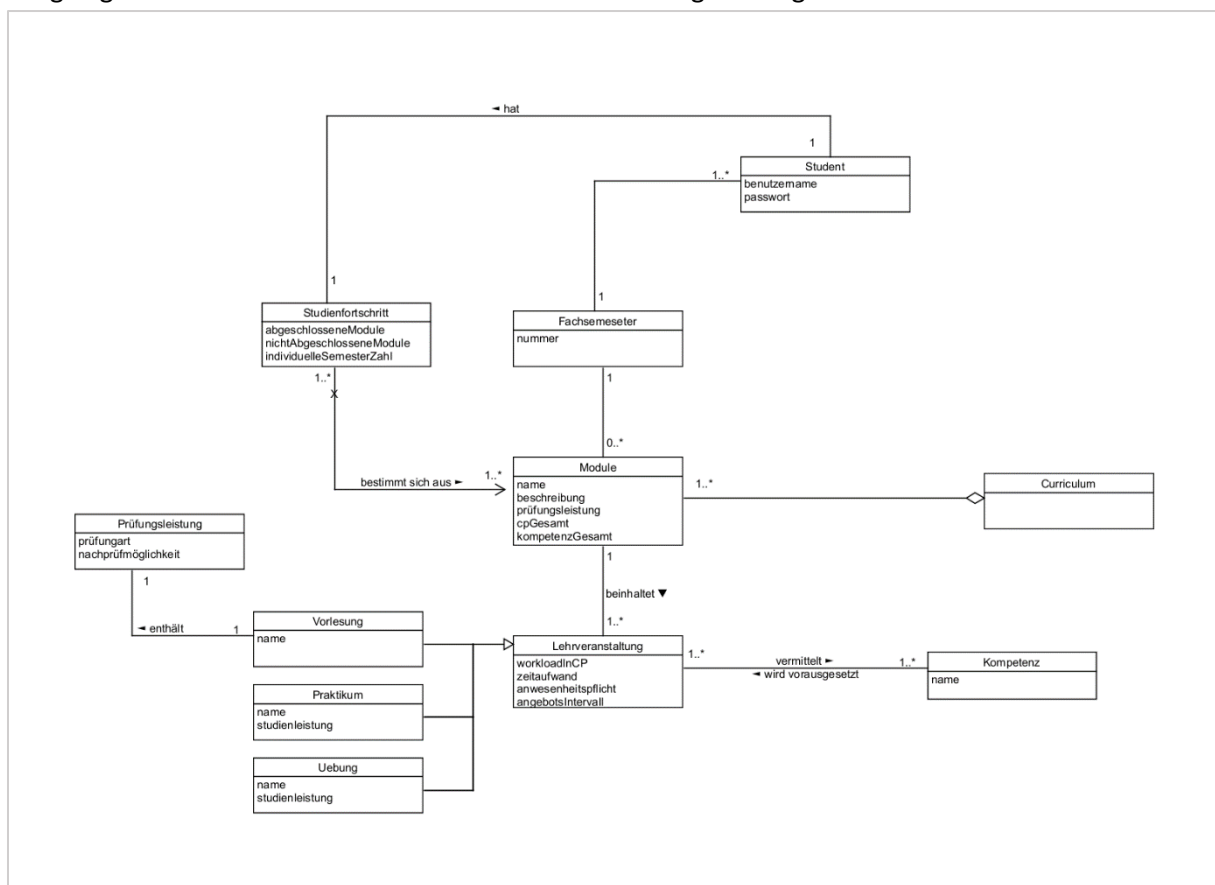 ◄ hat
1
Student
1..*
benutzername
passwort
1
1
Studienfortschritt
abgeschlosseneModule
nichtAbgeschlosseneModule
individuelleSemesterZahl
Fachsemeseter
nummer
1..*
X
1
0..*
bestimmt sich aus ►
1..*
Module
name
beschreibung
prüfungsleistung
cpGesamt
kompetenzGesamt
1..*
Curriculum
Prüfungsleistung
prüfungart
nachprüfmöglichkeit
1
1
beinhaltet ▼
1..*
◄ enthält
1
Vorlesung
name
Lehrveranstaltung
workloadInCP
zeitaufwand
anwesenheitspflicht
angebotsIntervall
1..*
vermittelt ►
◄ wird vorausgesetzt
1..*
Kompetenz
name
Praktikum
name
studienleistung
Uebung
name
studienleistung